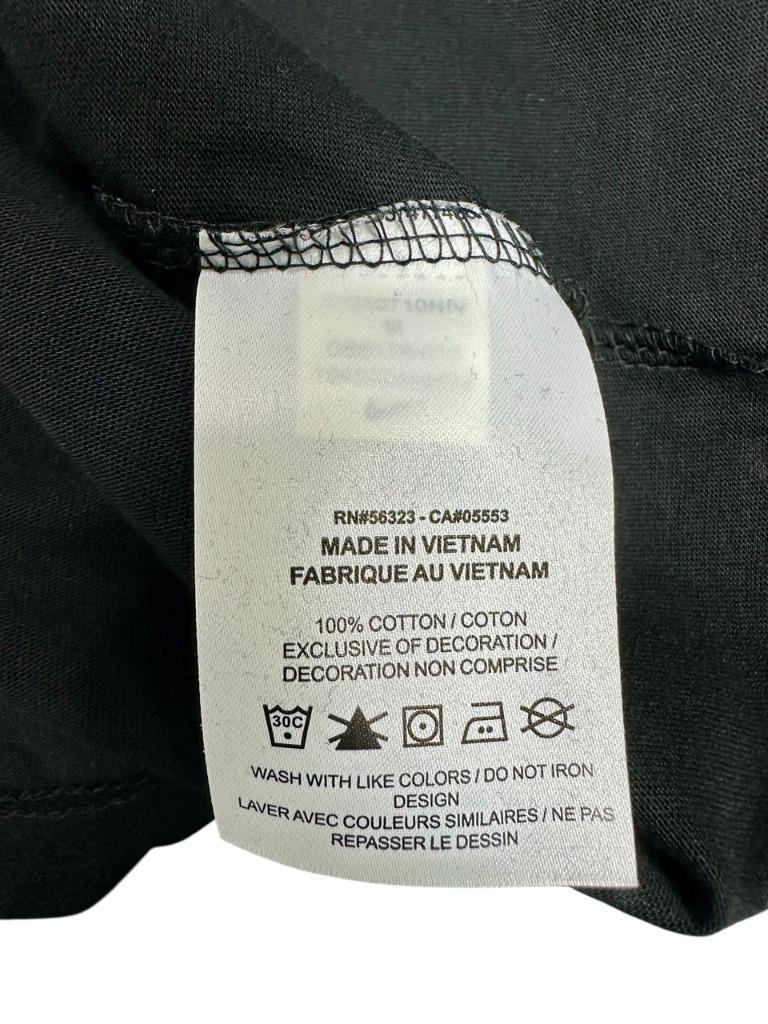 RN#56323 - CA#05553
MADE IN VIETNAM
FABRIQUE AU VIETNAM
100% COTTON / COTON
EXCLUSIVE OF DECORATION /
DECORATION NON COMPRISE
30C
WASH WITH LIKE COLORS / DO NOT IRON
DESIGN
LAVER AVEC COULEURS SIMILAIRES / NE PAS
REPASSER LE DESSIN